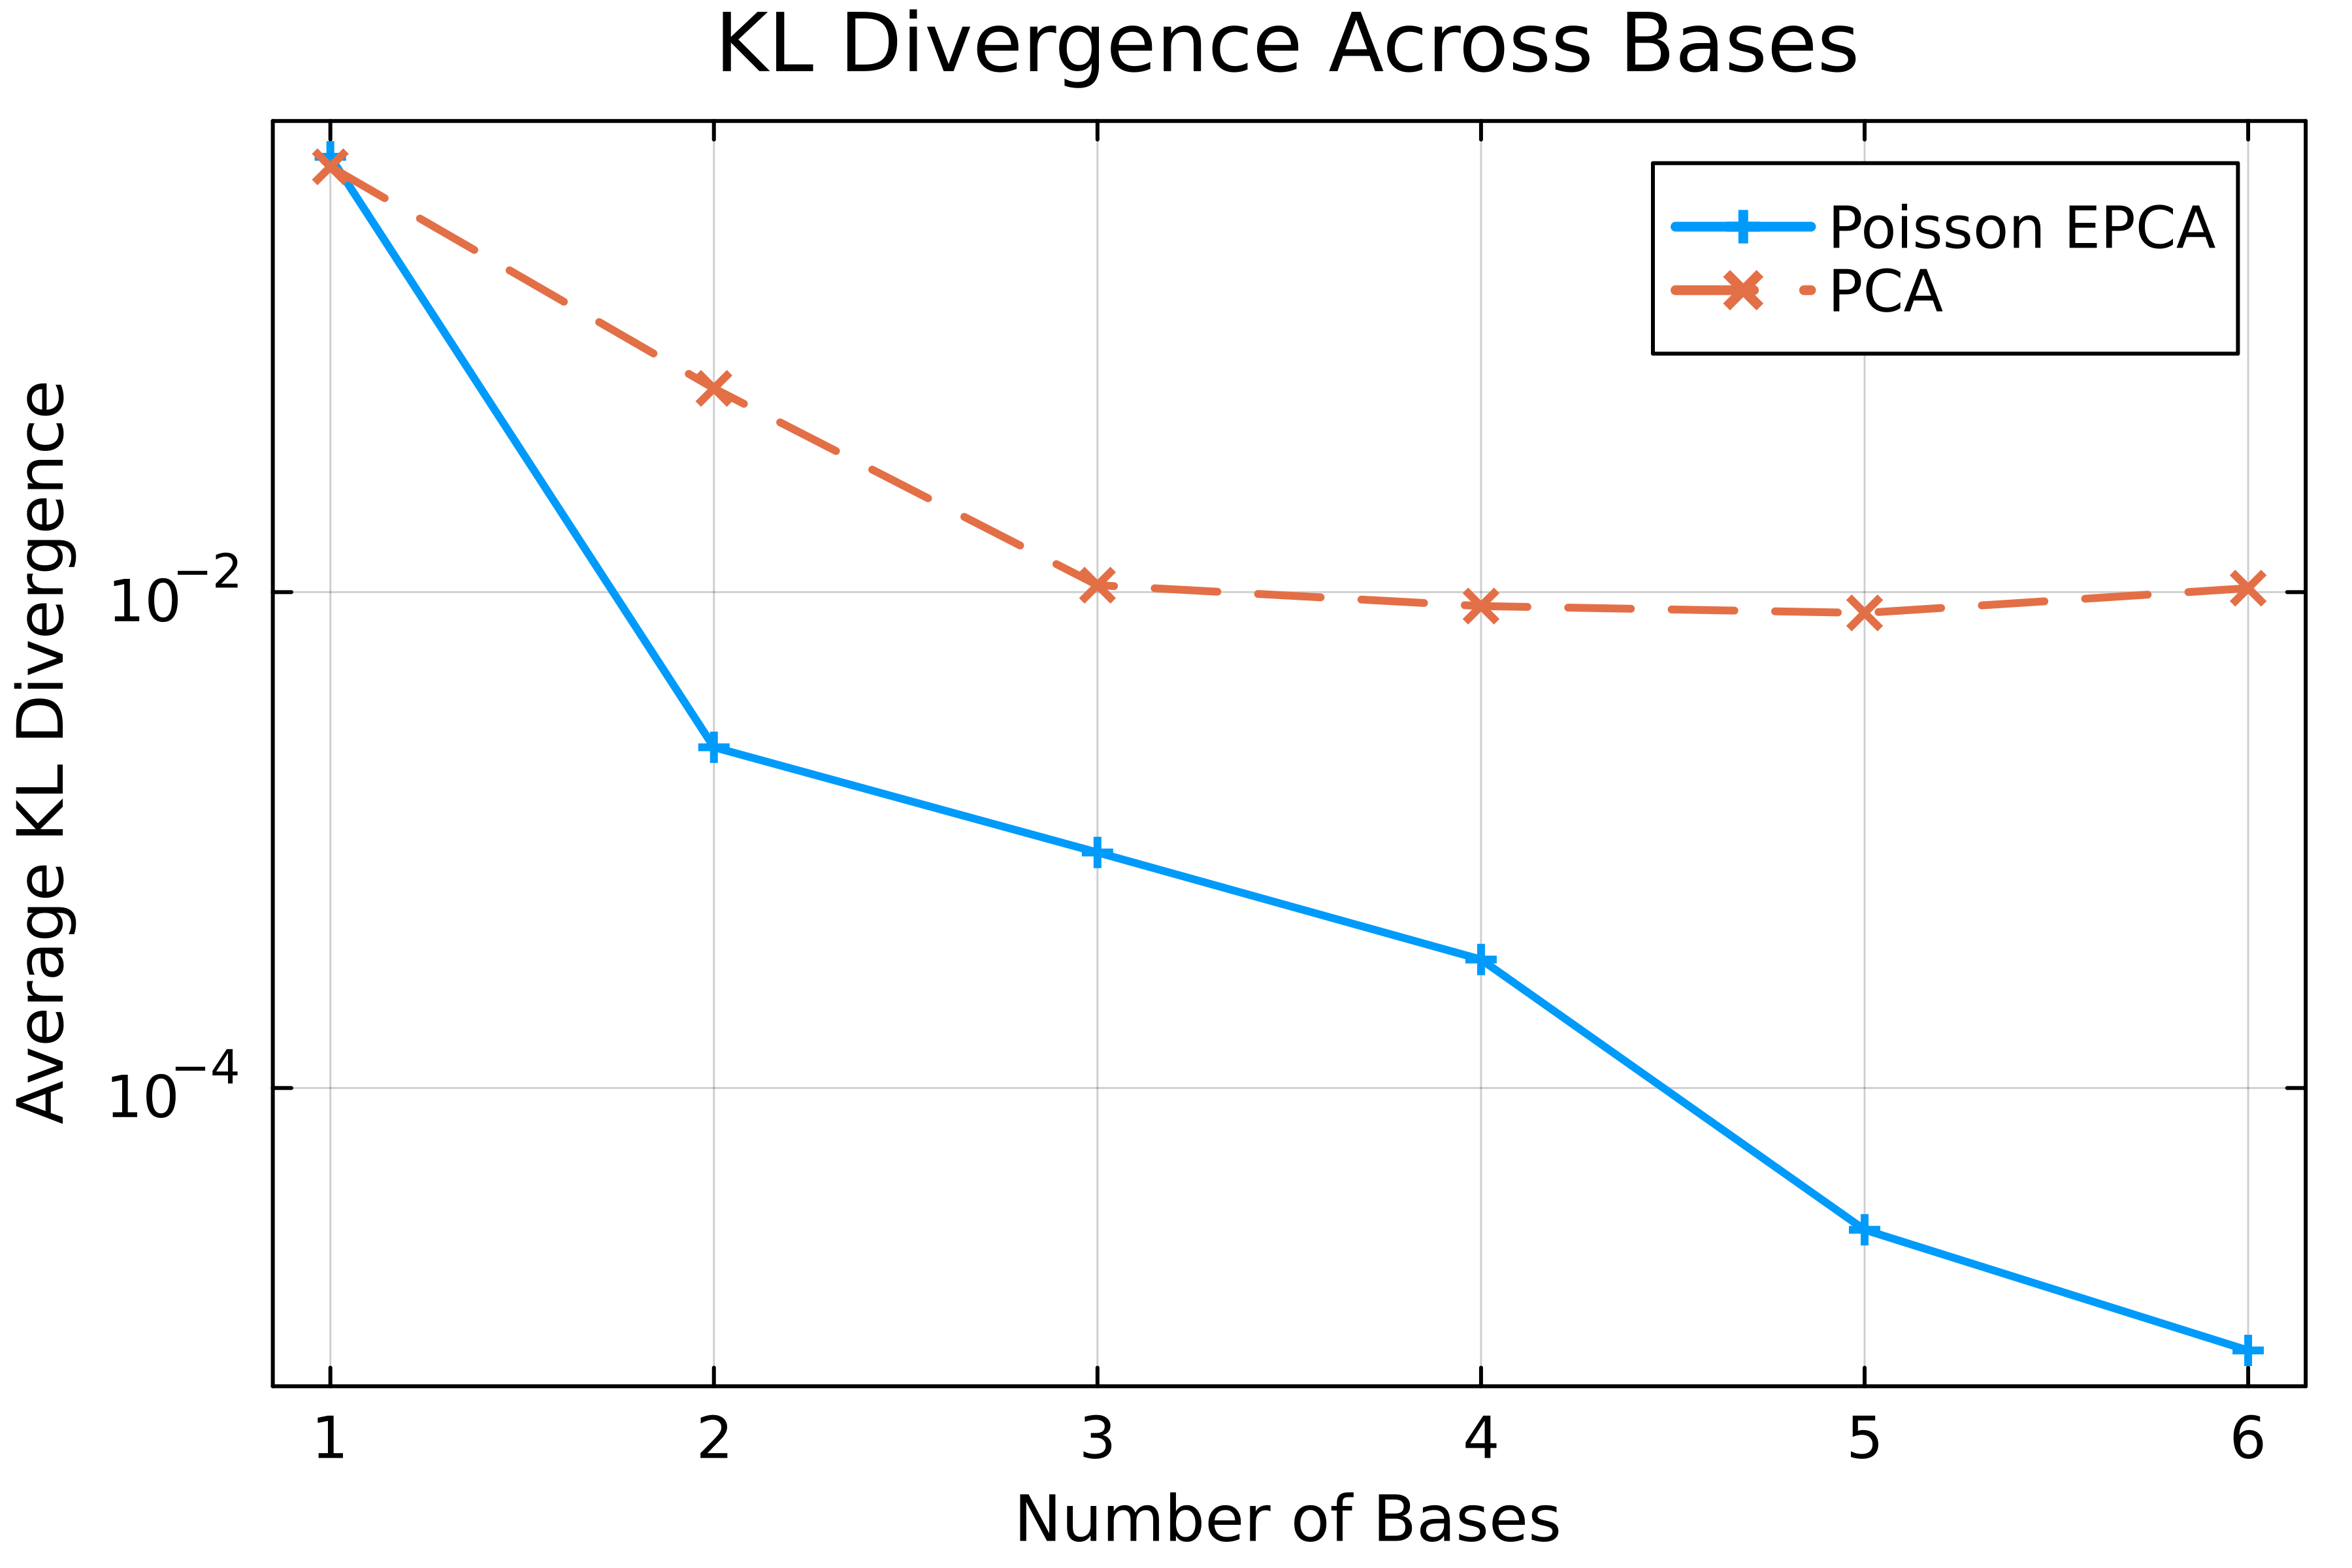 KL Divergence Across Bases
Poisson EPCA
PCA
Average KL Divergence
10⁻²
10⁻⁴
1 2 3 4 5 6
Number of Bases